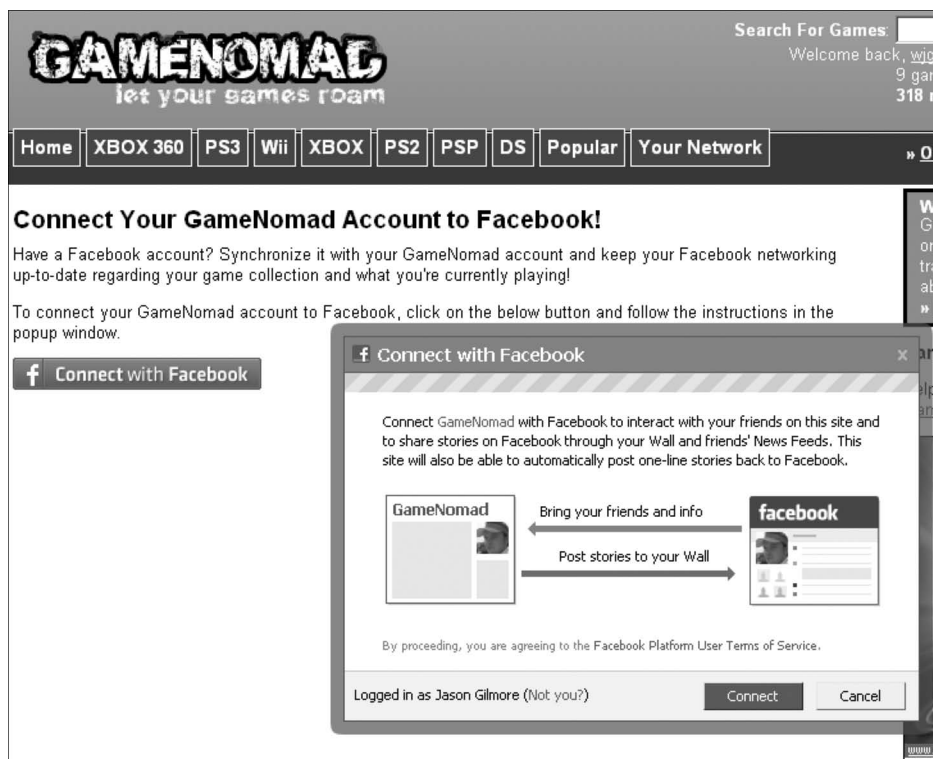 GAMENOMAD
let your games roam
Search For Games:
Welcome back,
9
318
Home XBOX 360 PS3 Wii XBOX PS2 PSP DS Popular Your Network
»
Connect Your GameNomad Account to Facebook!
Have a Facebook account? Synchronize it with your GameNomad account and keep your Facebook networking
up-to-date regarding your game collection and what you're currently playing!
To connect your GameNomad account to Facebook, click on the below button and follow the instructions in the
popup window.
f Connect with Facebook
f Connect with Facebook x
Connect GameNomad with Facebook to interact with your friends on this site and
to share stories on Facebook through your Wall and friends' News Feeds. This
site will also be able to automatically post one-line stories back to Facebook.
GameNomad
Bring your friends and info
facebook
Post stories to your Wall
By proceeding, you are agreeing to the Facebook Platform User Terms of Service.
Logged in as Jason Gilmore (Not you?)
Connect
Cancel
www